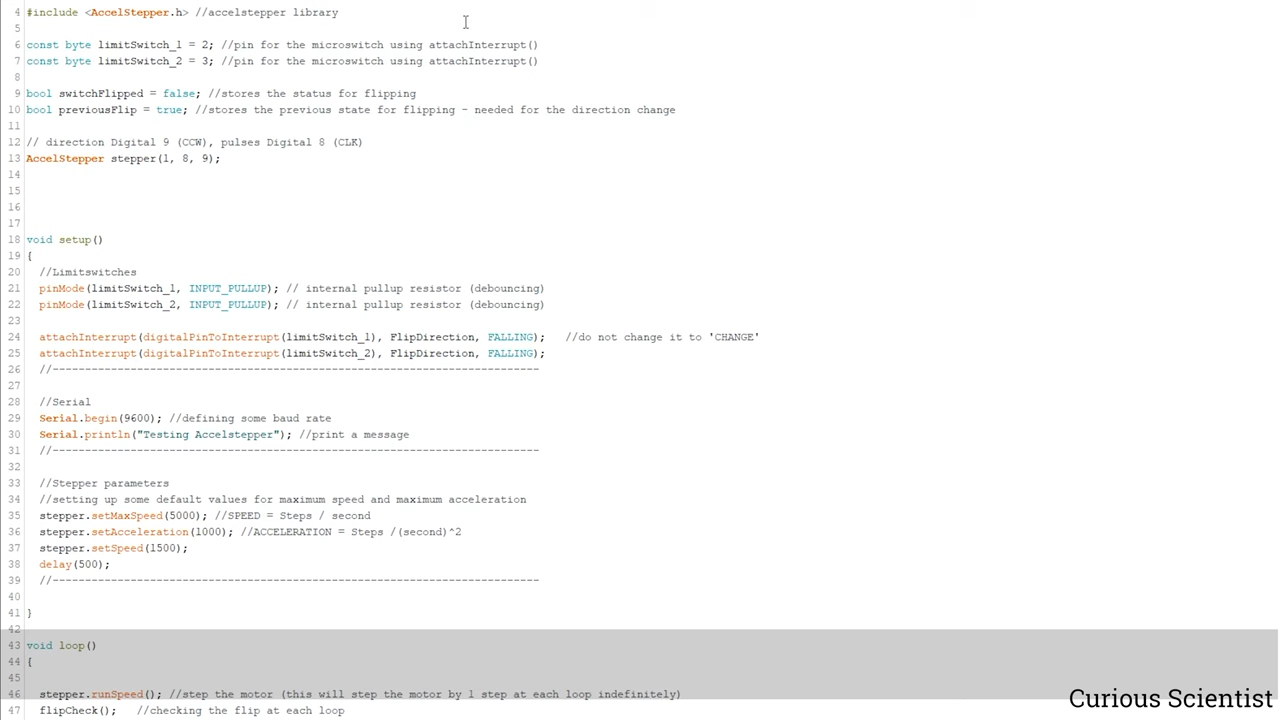 4 #include <AccelStepper.h> //accelstepper library
5
6 const byte limitSwitch_1 = 2; //pin for the microswitch using attachInterrupt()
7 const byte limitSwitch_2 = 3; //pin for the microswitch using attachInterrupt()
8
9 bool switchFlipped = false; //stores the status for flipping
10 bool previousFlip = true; //stores the previous state for flipping - needed for the direction change
11
12 // direction Digital 9 (CCW), pulses Digital 8 (CLK)
13 AccelStepper stepper(1, 8, 9);
14
15
16
17
18 void setup()
19 {
20 //Limitswitches
21 pinMode(limitSwitch_1, INPUT_PULLUP); // internal pullup resistor (debouncing)
22 pinMode(limitSwitch_2, INPUT_PULLUP); // internal pullup resistor (debouncing)
23
24 attachInterrupt(digitalPinToInterrupt(limitSwitch_1), FlipDirection, FALLING); //do not change it to 'CHANGE'
25 attachInterrupt(digitalPinToInterrupt(limitSwitch_2), FlipDirection, FALLING);
26 //---------------------------------------------------------------------------
27
28 //Serial
29 Serial.begin(9600); //defining some baud rate
30 Serial.println("Testing Accelstepper"); //print a message
31 //---------------------------------------------------------------------------
32
33 //Stepper parameters
34 //setting up some default values for maximum speed and maximum acceleration
35 stepper.setMaxSpeed(5000); //SPEED = Steps / second
36 stepper.setAcceleration(1000); //ACCELERATION = Steps /(second)^2
37 stepper.setSpeed(1500);
38 delay(500);
39 //---------------------------------------------------------------------------
40
41 }
42
43 void loop()
44 {
45
46 stepper.runSpeed(); //step the motor (this will step the motor by 1 step at each loop indefinitely)
47 flipCheck(); //checking the flip at each loop
Curious Scientist